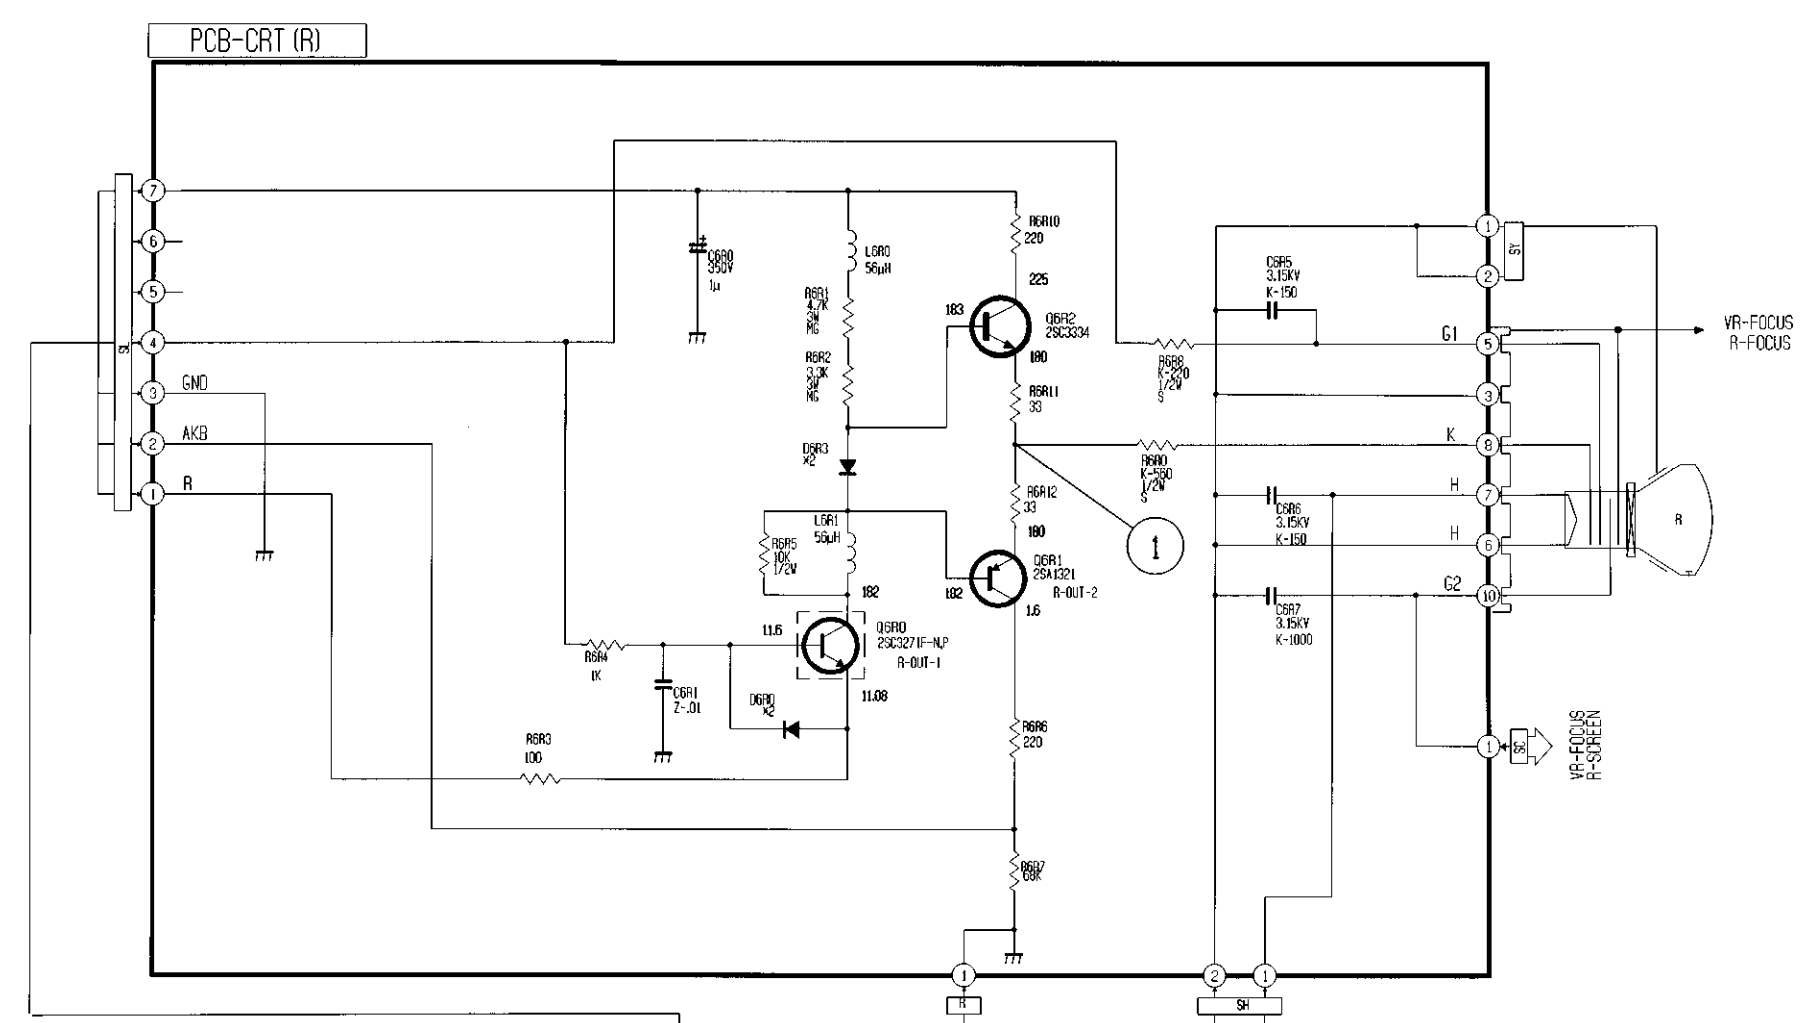 PCB-CRT (R)
7
6
5
4
3
2
1
SL
GND
AKB
R
C6R0
350V
1μ
L6R0
56μH
R6R1
4.7K
3W
MG
R6R2
3.3K
3W
MG
D6R3
x2
L6R1
56μH
R6R5
10K
1/2W
182
11.6
Q6R0
2SC3271F-N,P
R-OUT-1
11.08
R6R4
1K
C6R1
Z-.01
D6R0
x2
R6R3
100
R6R10
220
225
183
Q6R2
2SC3334
180
R6R11
33
R6R12
33
180
Q6R1
2SA1321
R-OUT-2
182
1.6
R6R6
220
R6R7
68K
1
R6R8
K-220
1/2W
S
R6R0
K-560
1/2W
S
C6R5
3.15KV
K-150
C6R6
3.15KV
K-150
C6R7
3.15KV
K-1000
G1
K
H
H
G2
1
2
5
3
8
7
6
10
1
SY
VR-FOCUS
R-FOCUS
R
VR-FOCUS
R-SCREEN
1
2
1
SH